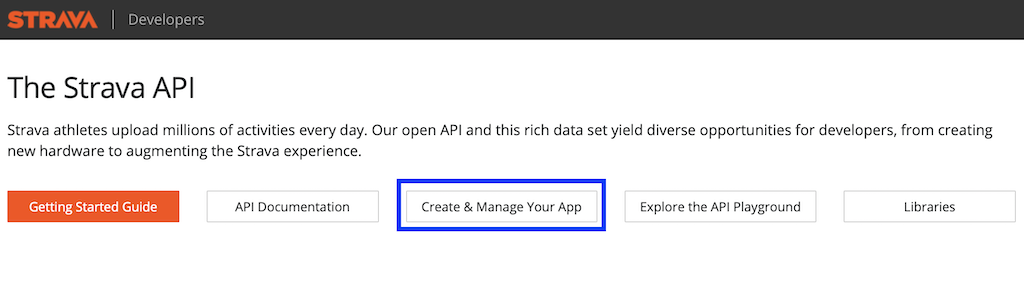 STRAVA Developers
The Strava API
Strava athletes upload millions of activities every day. Our open API and this rich data set yield diverse opportunities for developers, from creating
new hardware to augmenting the Strava experience.
Getting Started Guide API Documentation Create & Manage Your App Explore the API Playground Libraries